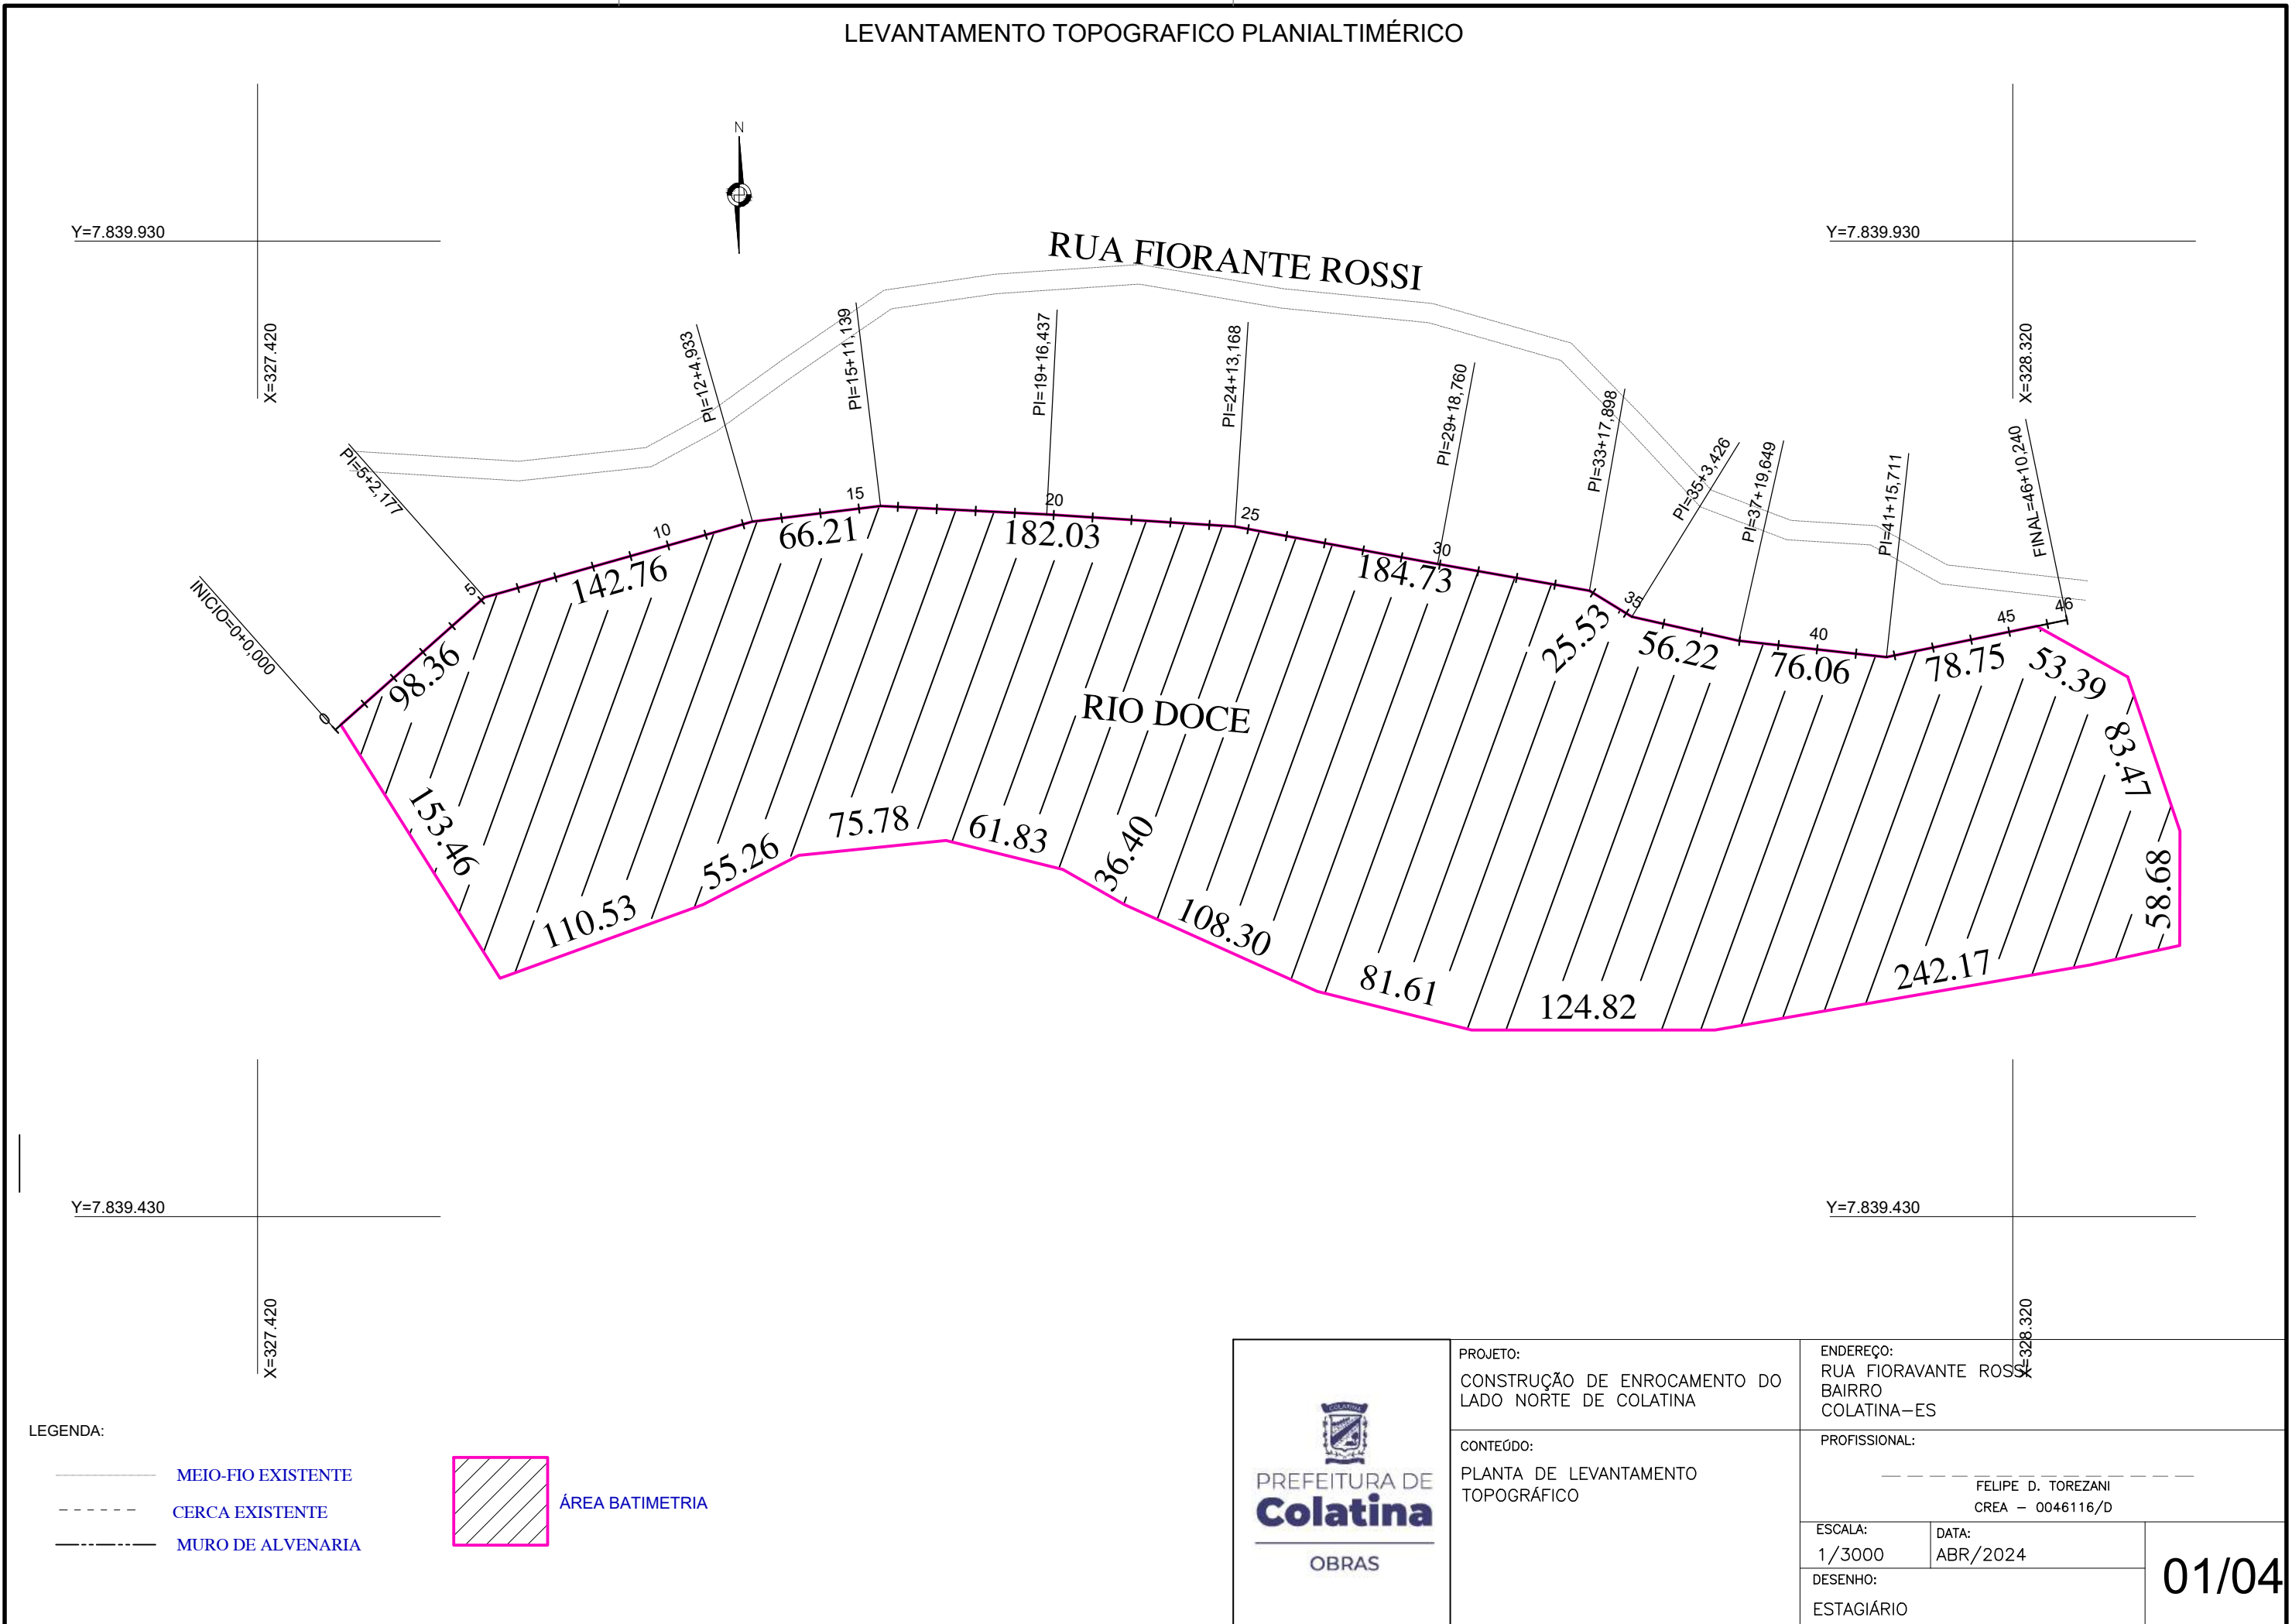 LEVANTAMENTO TOPOGRAFICO PLANIALTIMÉRICO
N
Y=7.839.930
X=327.420
Y=7.839.930
X=328.320
RUA FIORANTE ROSSI
INICIO=0+0,000
PI=5+2,177
PI=12+4,933
PI=15+11,139
PI=19+16,437
PI=24+13,168
PI=29+18,760
PI=33+17,898
PI=35+3,426
PI=37+19,649
PI=41+15,711
FINAL=46+10,240
0
5
10
15
20
25
30
35
40
45
46
98.36
142.76
66.21
182.03
184.73
25.53
56.22
76.06
78.75
53.39
83.47
58.68
RIO DOCE
153.46
110.53
55.26
75.78
61.83
36.40
108.30
81.61
124.82
242.17
Y=7.839.430
X=327.420
Y=7.839.430
X=328.320
LEGENDA:
MEIO-FIO EXISTENTE
CERCA EXISTENTE
MURO DE ALVENARIA
ÁREA BATIMETRIA
COLATINA
PREFEITURA DE
Colatina
OBRAS
PROJETO:
CONSTRUÇÃO DE ENROCAMENTO DO
LADO NORTE DE COLATINA
CONTEÚDO:
PLANTA DE LEVANTAMENTO
TOPOGRÁFICO
ENDEREÇO:
RUA FIORAVANTE ROSSI
BAIRRO
COLATINA-ES
PROFISSIONAL:
FELIPE D. TOREZANI
CREA - 0046116/D
ESCALA:
1/3000
DATA:
ABR/2024
DESENHO:
ESTAGIÁRIO
01/04